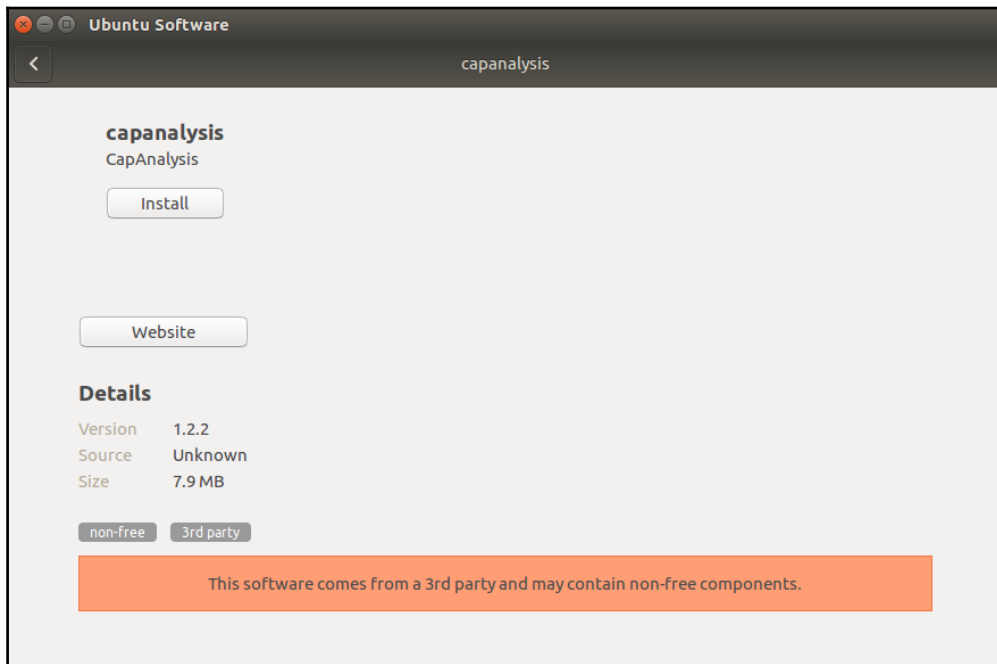 Ubuntu Software
capanalysis
capanalysis
CapAnalysis
Install
Website
Details
Version 1.2.2
Source Unknown
Size 7.9 MB
non-free 3rd party
This software comes from a 3rd party and may contain non-free components.